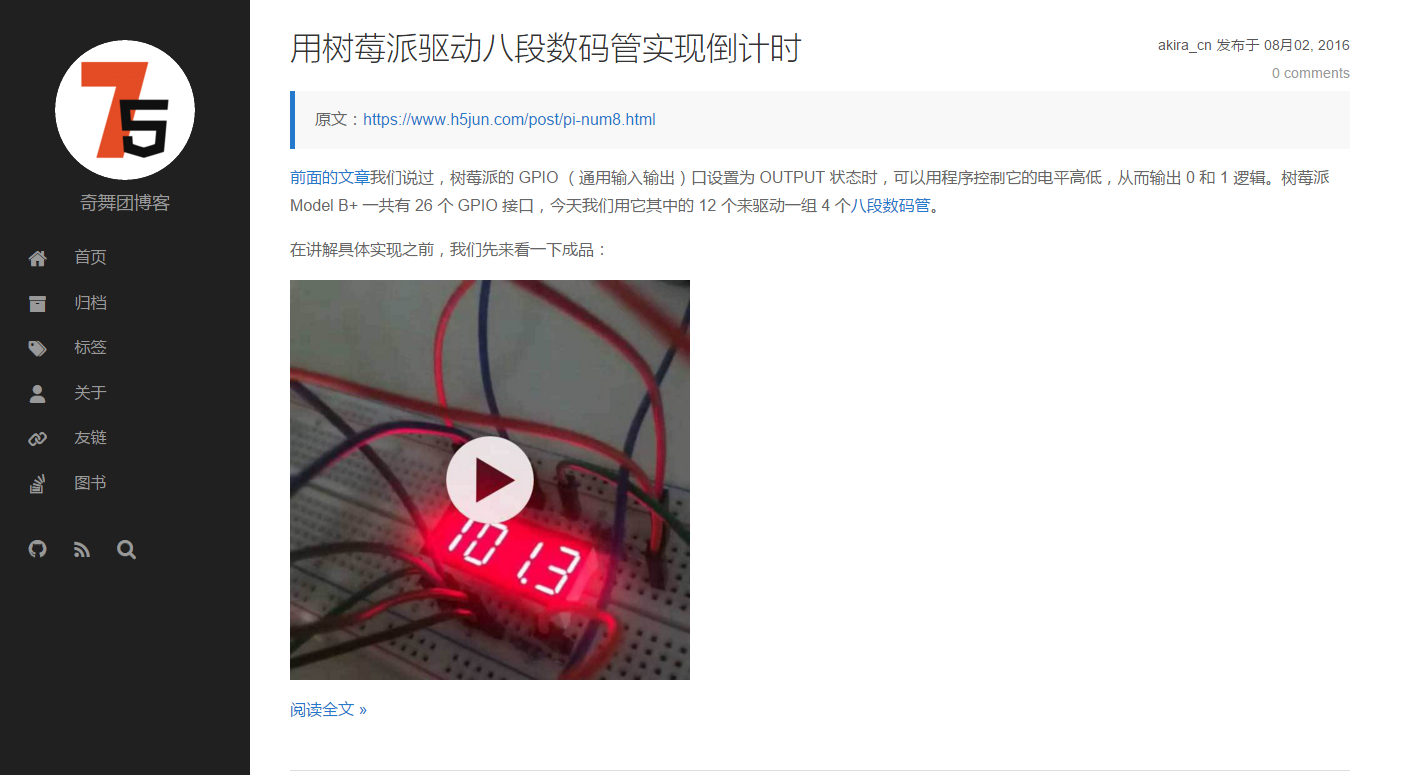 75
奇舞团博客
首页
归档
标签
关于
友链
图书
用树莓派驱动八段数码管实现倒计时
akira_cn 发布于 08月02, 2016
0 comments
原文：https://www.h5jun.com/post/pi-num8.html
前面的文章我们说过，树莓派的 GPIO （通用输入输出）口设置为 OUTPUT 状态时，可以用程序控制它的电平高低，从而输出 0 和 1 逻辑。树莓派
Model B+ 一共有 26 个 GPIO 接口，今天我们用它其中的 12 个来驱动一组 4 个八段数码管。
在讲解具体实现之前，我们先来看一下成品：
101.3
阅读全文 »